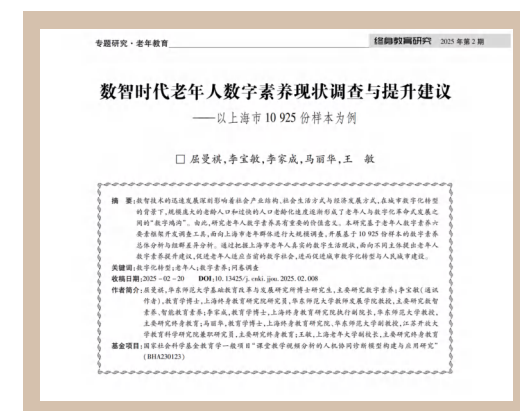 专题研究·老年教育
终身教育研究 2025年第2期
数智时代老年人数字素养现状调查与提升建议
——以上海市10 925份样本为例
□ 屈曼祺,李宝敏,李家成,马丽华,王 敏
摘 要:数智技术的迅速发展深刻影响着社会产业结构、社会生活方式与经济发展方式,在城市数字化转型
的背景下,规模庞大的老龄人口和过快的人口老龄化速度逐渐形成了老年人与数字化革命式发展之
间的“数字鸿沟”。由此,研究老年人数字素养具有重要的价值意义。本研究基于老年人数字素养六
要素框架开发调查工具,面向上海市老年群体进行大规模调查,开展基于10 925份样本的数字素养
总体分析与组群差异分析。通过把握上海市老年人真实的数字生活现状,面向不同主体提出老年人
数字素养提升建议,促进老年人适应当前的数字社会,进而促进城市数字化转型与人民城市建设。
关键词:数字化转型;老年人;数字素养;问卷调查
收稿日期:2025-02-20 DOI:10. 13425/j. cnki. jjou. 2025. 02. 008
作者简介:屈曼祺,华东师范大学基础教育改革与发展研究所博士研究生,主要研究数字素养;李宝敏(通讯
作者),教育学博士,上海终身教育研究院研究员,华东师范大学教师发展学院教授,主要研究数智
素养、智能教育素养;李家成,教育学博士,上海终身教育研究院执行副院长,华东师范大学教授,
主要研究终身教育;马丽华,教育学博士,上海终身教育研究院、华东师范大学副教授,江苏开放大
学教育科学研究院兼职研究员,主要研究终身教育;王敏,上海老年大学副校长,主要研究终身教育
基金项目:国家社会科学基金教育学一般项目“课堂教学视频分析的人机协同诊断模型构建与应用研究”
(BHA230123)